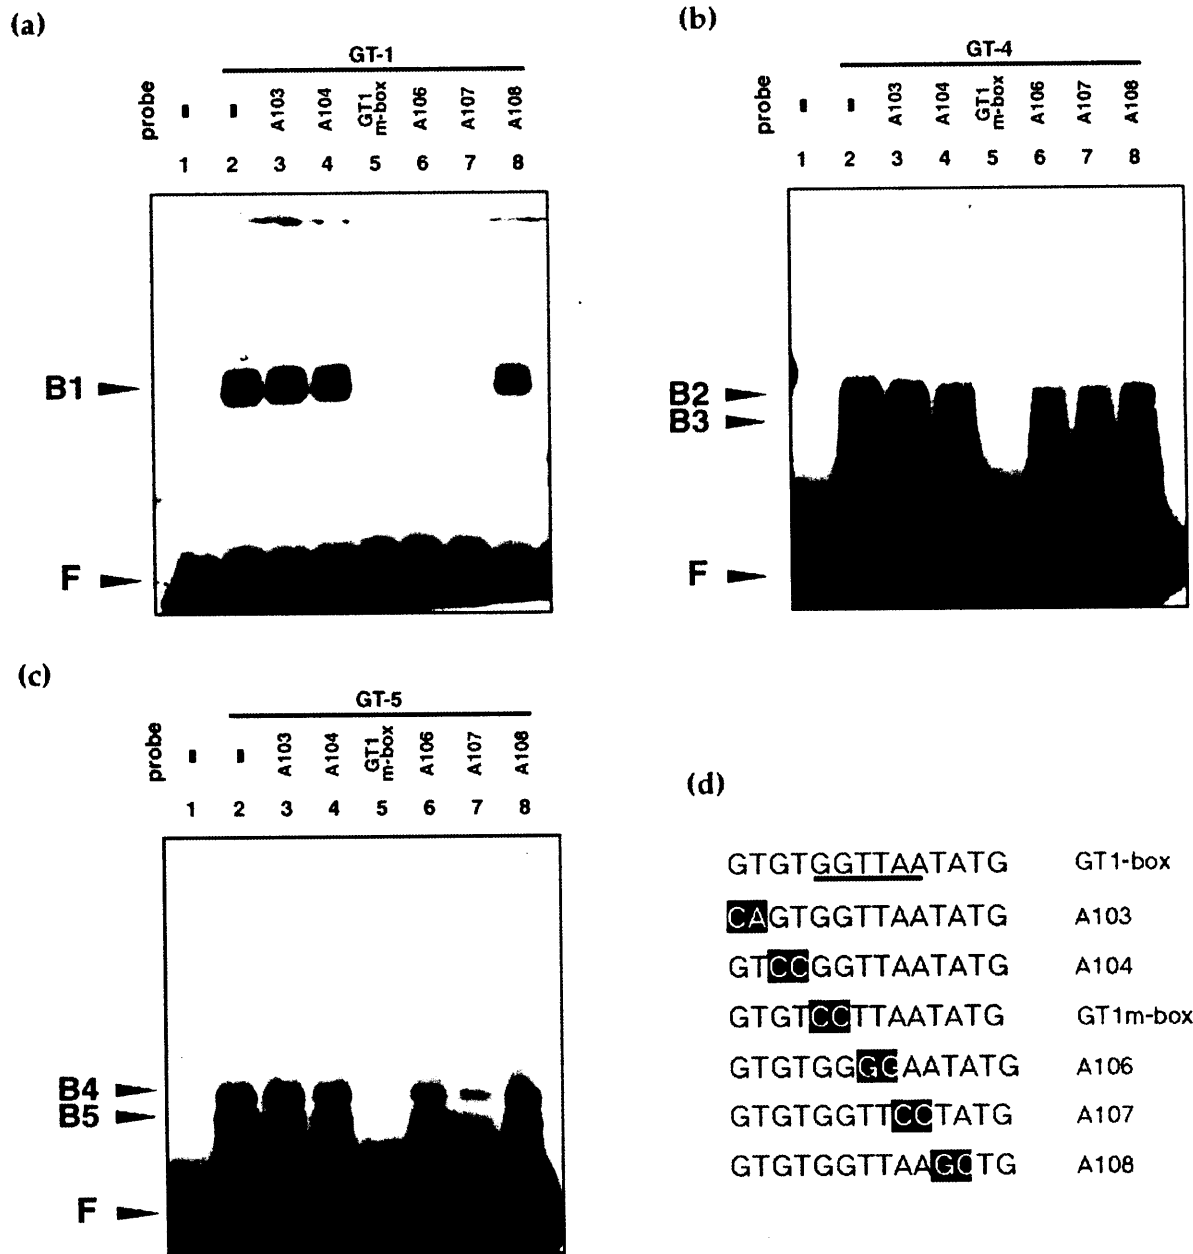 (a)
GT-1
probe
- - A103 A104 GT1 m-box A106 A107 A108
1 2 3 4 5 6 7 8
B1
F
(b)
GT-4
probe
- - A103 A104 GT1 m-box A106 A107 A108
1 2 3 4 5 6 7 8
B2
B3
F
(c)
GT-5
probe
- - A103 A104 GT1 m-box A106 A107 A108
1 2 3 4 5 6 7 8
B4
B5
F
(d)
GTGTGGTTAATATG GT1-box
CAGTGGTTAATATG A103
GTCCGGTTAATATG A104
GTGTCCTTAATATG GT1m-box
GTGTGGGCAATATG A106
GTGTGGTTCCTATG A107
GTGTGGTTAAGCTG A108